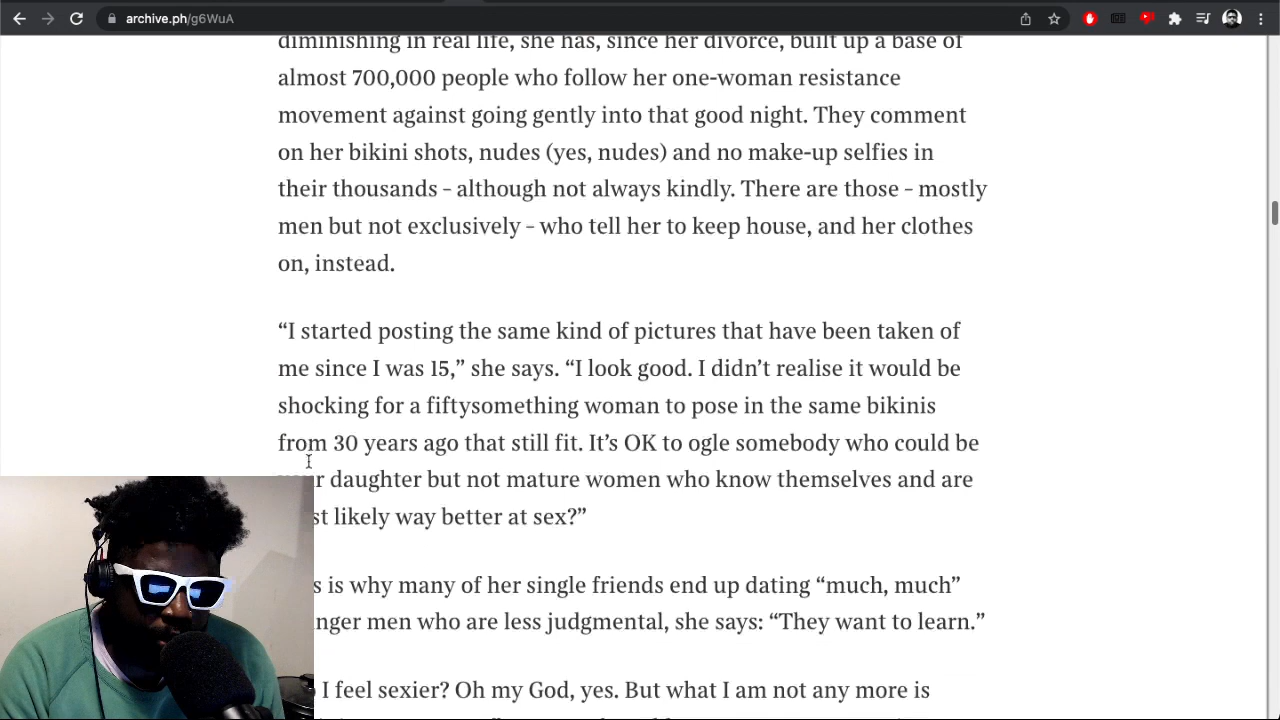 archive.ph/g6WuA
diminishing in real life, she has, since her divorce, built up a base of
almost 700,000 people who follow her one-woman resistance
movement against going gently into that good night. They comment
on her bikini shots, nudes (yes, nudes) and no make-up selfies in
their thousands – although not always kindly. There are those – mostly
men but not exclusively – who tell her to keep house, and her clothes
on, instead.
“I started posting the same kind of pictures that have been taken of
me since I was 15,” she says. “I look good. I didn’t realise it would be
shocking for a fiftysomething woman to pose in the same bikinis
from 30 years ago that still fit. It’s OK to ogle somebody who could be
daughter but not mature women who know themselves and are
likely way better at sex?”
is why many of her single friends end up dating “much, much”
men who are less judgmental, she says: “They want to learn.”
I feel sexier? Oh my God, yes. But what I am not any more is